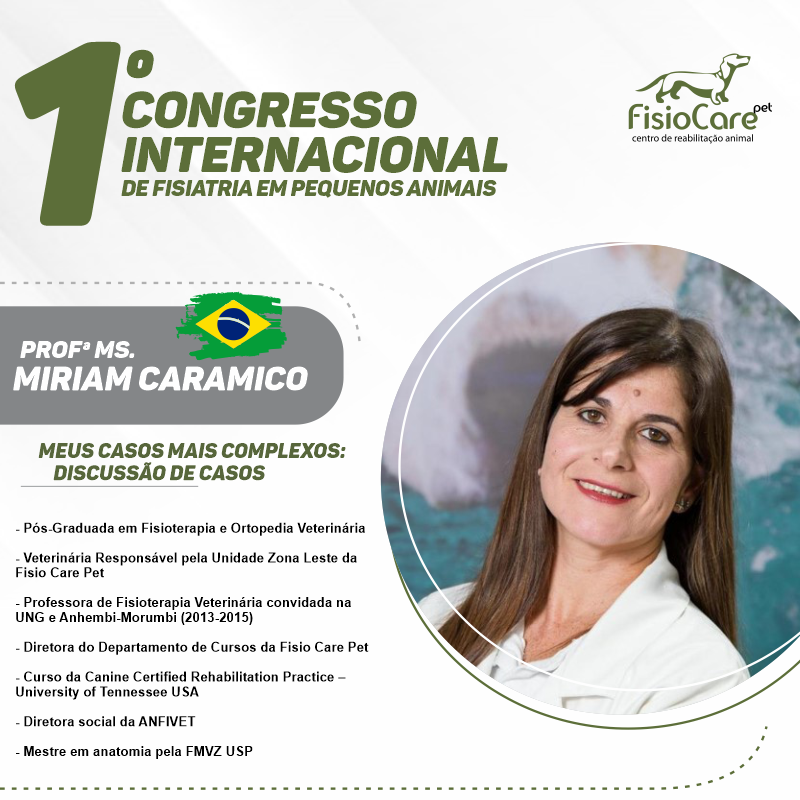 1º
CONGRESSO
INTERNACIONAL
DE FISIATRIA EM PEQUENOS ANIMAIS
FisioCare pet
centro de reabilitação animal
PROFª MS.
MIRIAM CARAMICO
MEUS CASOS MAIS COMPLEXOS:
DISCUSSÃO DE CASOS
- Pós-Graduada em Fisioterapia e Ortopedia Veterinária
- Veterinária Responsável pela Unidade Zona Leste da
Fisio Care Pet
- Professora de Fisioterapia Veterinária convidada na
UNG e Anhembi-Morumbi (2013-2015)
- Diretora do Departamento de Cursos da Fisio Care Pet
- Curso da Canine Certified Rehabilitation Practice –
University of Tennessee USA
- Diretora social da ANFIVET
- Mestre em anatomia pela FMVZ USP